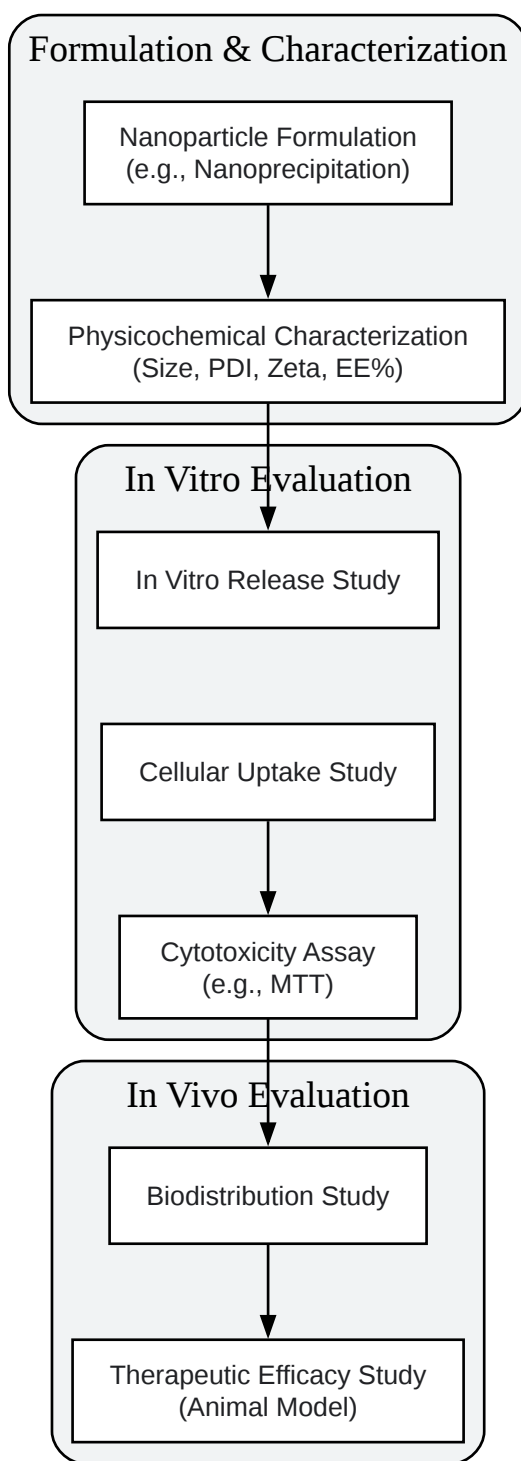 Formulation & Characterization
Nanoparticle Formulation
(e.g., Nanoprecipitation)
Physicochemical Characterization
(Size, PDI, Zeta, EE%)
In Vitro Evaluation
In Vitro Release Study
Cellular Uptake Study
Cytotoxicity Assay
(e.g., MTT)
In Vivo Evaluation
Biodistribution Study
Therapeutic Efficacy Study
(Animal Model)